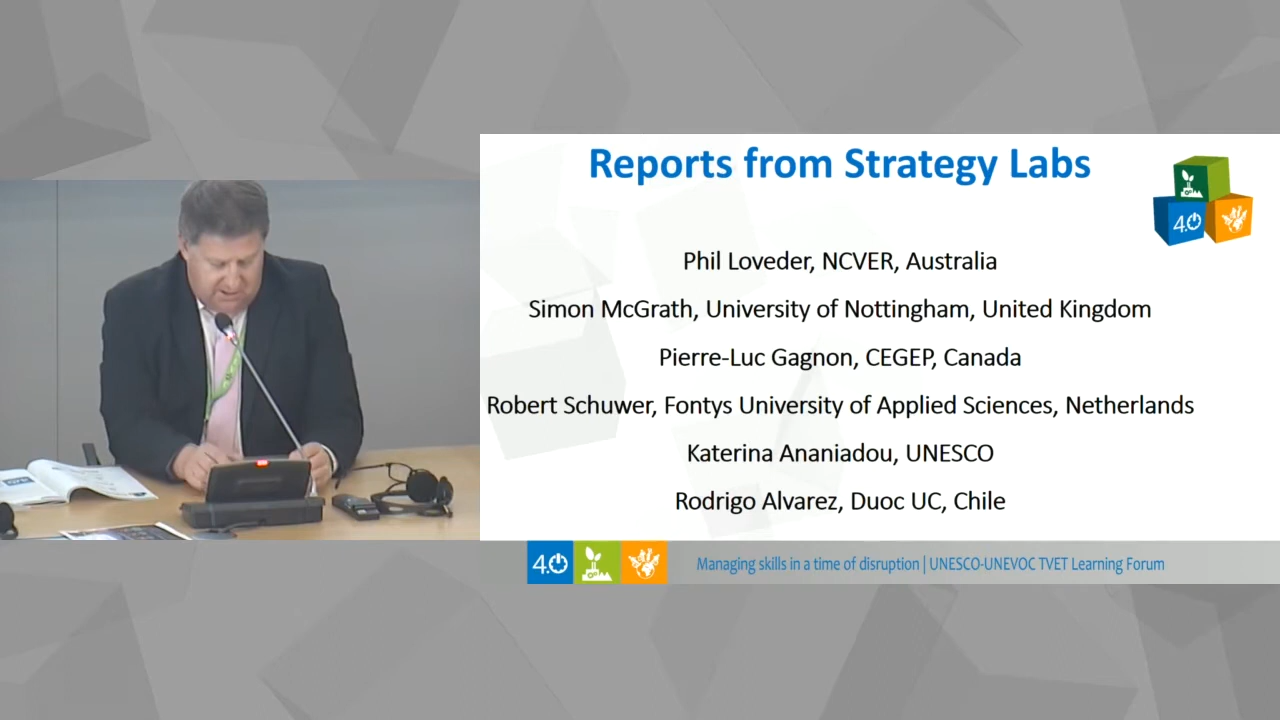 Reports from Strategy Labs
4.0
Phil Loveder, NCVER, Australia
Simon McGrath, University of Nottingham, United Kingdom
Pierre-Luc Gagnon, CEGEP, Canada
Robert Schuwer, Fontys University of Applied Sciences, Netherlands
Katerina Ananiadou, UNESCO
Rodrigo Alvarez, Duoc UC, Chile
4.0 Managing skills in a time of disruption | UNESCO-UNEVOC TVET Learning Forum